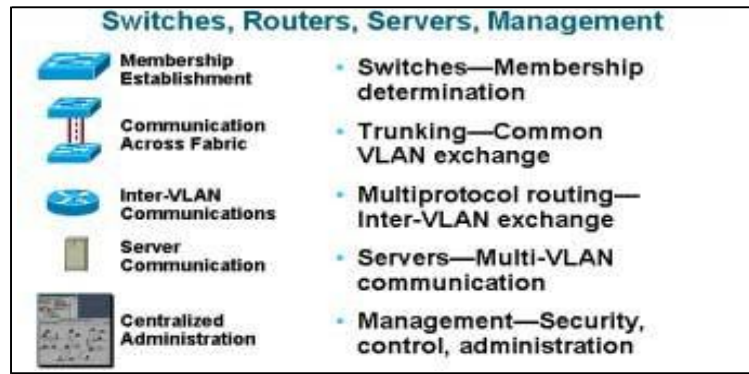 Switches, Routers, Servers, Management
Membership
Establishment
• Switches—Membership
determination
Communication
Across Fabric
• Trunking—Common
VLAN exchange
Inter-VLAN
Communications
• Multiprotocol routing—
Inter-VLAN exchange
Server
Communication
• Servers—Multi-VLAN
communication
Centralized
Administration
• Management—Security,
control, administration